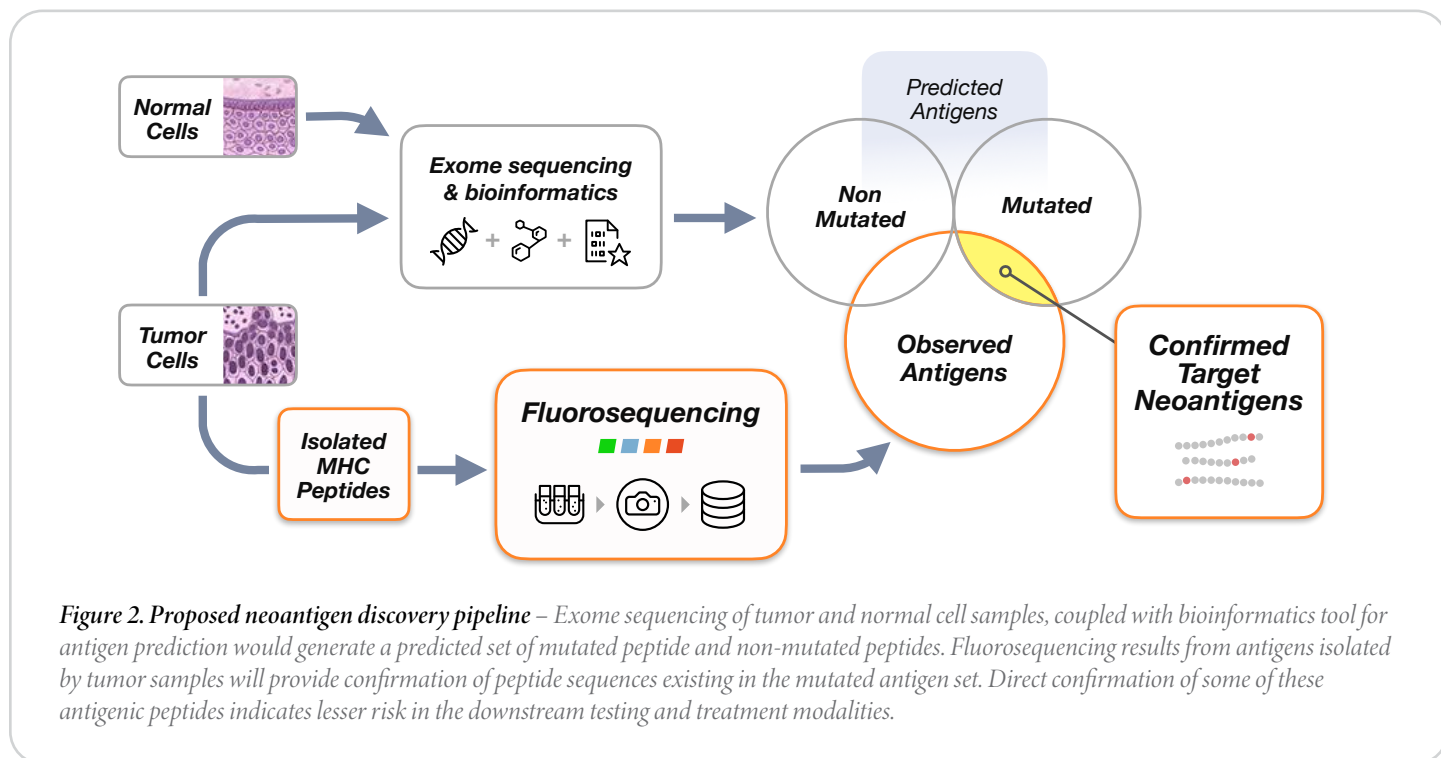 Normal
Cells
Exome sequencing
& bioinformatics
+
+
Predicted
Antigens
Non
Mutated
Mutated
Tumor
Cells
Isolated
MHC
Peptides
Fluorosequencing
Observed
Antigens
Confirmed
Target
Neoantigens
Figure 2. Proposed neoantigen discovery pipeline – Exome sequencing of tumor and normal cell samples, coupled with bioinformatics tool for
antigen prediction would generate a predicted set of mutated peptide and non-mutated peptides. Fluorosequencing results from antigens isolated
by tumor samples will provide confirmation of peptide sequences existing in the mutated antigen set. Direct confirmation of some of these
antigenic peptides indicates lesser risk in the downstream testing and treatment modalities.